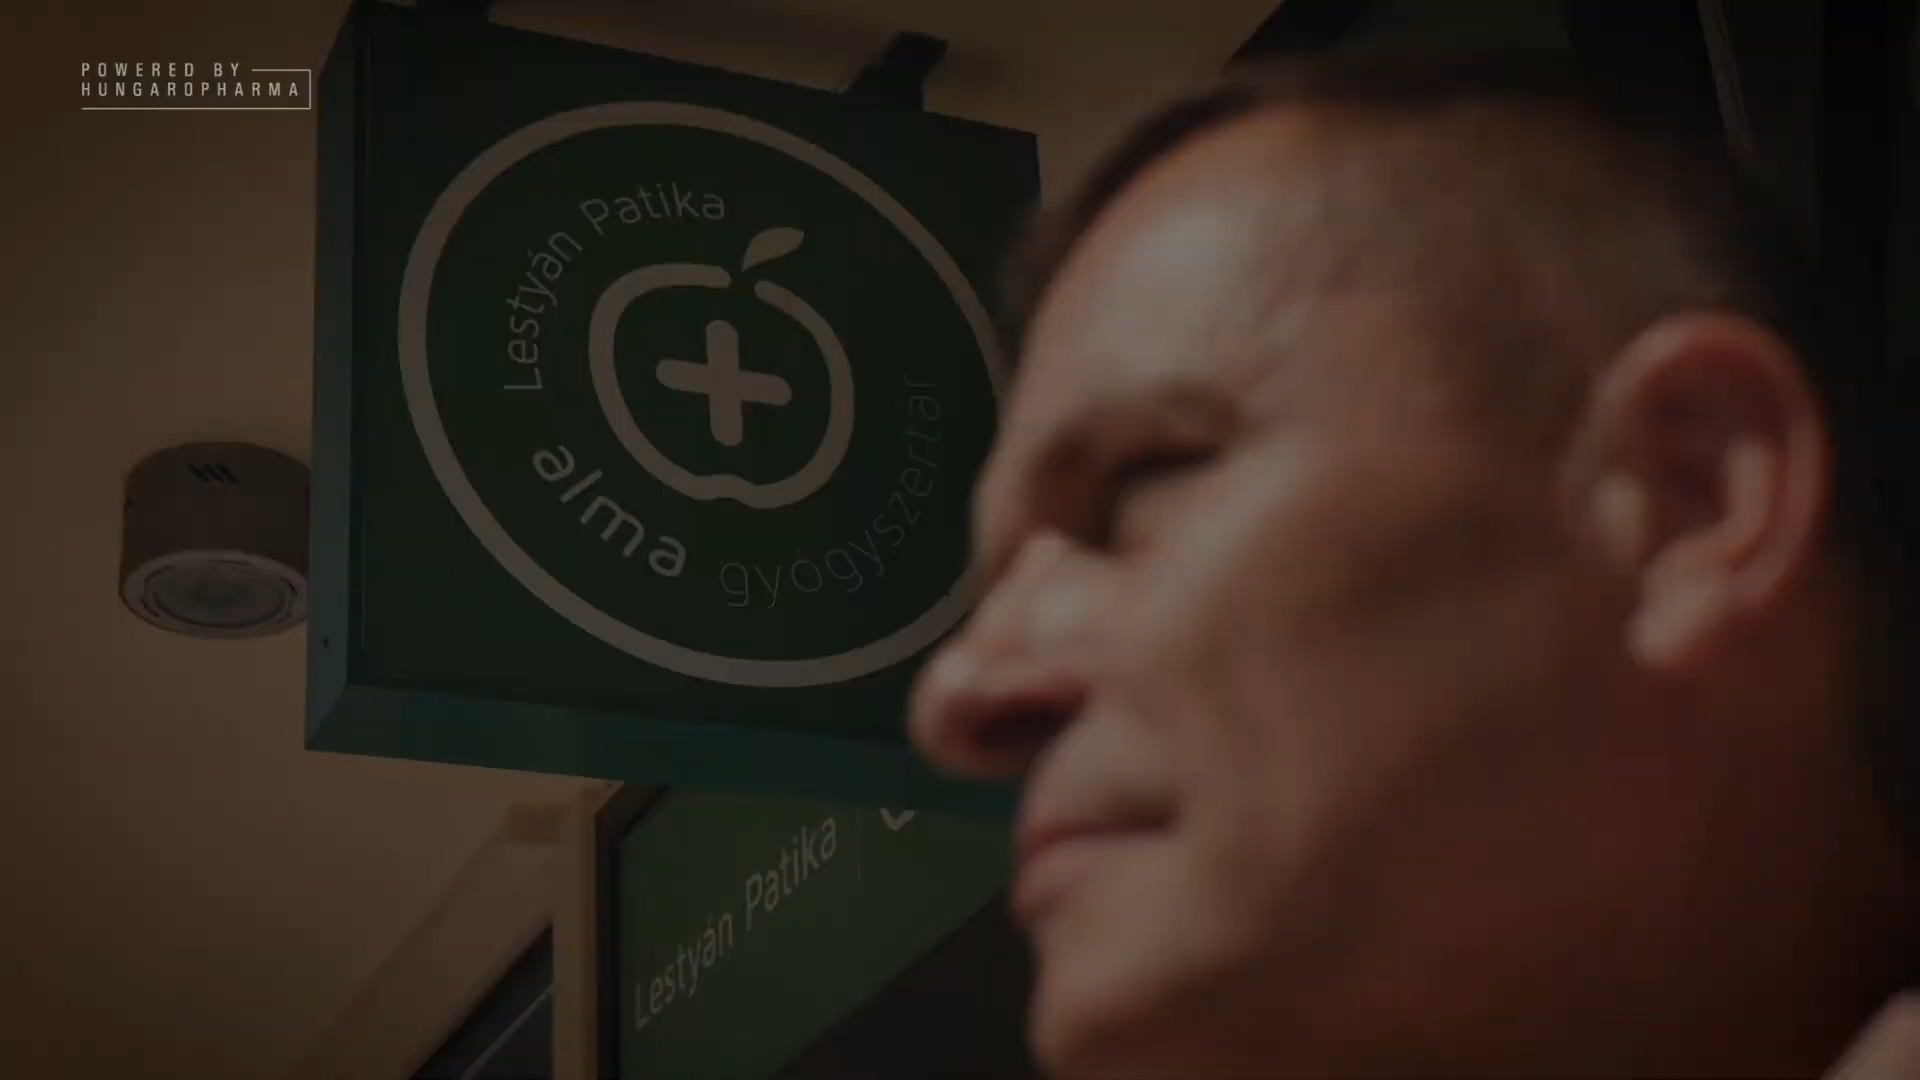 POWERED BY
HUNGAROPHARMA
Lestyán Patika
alma gyógyszertár
Lestyán Patika